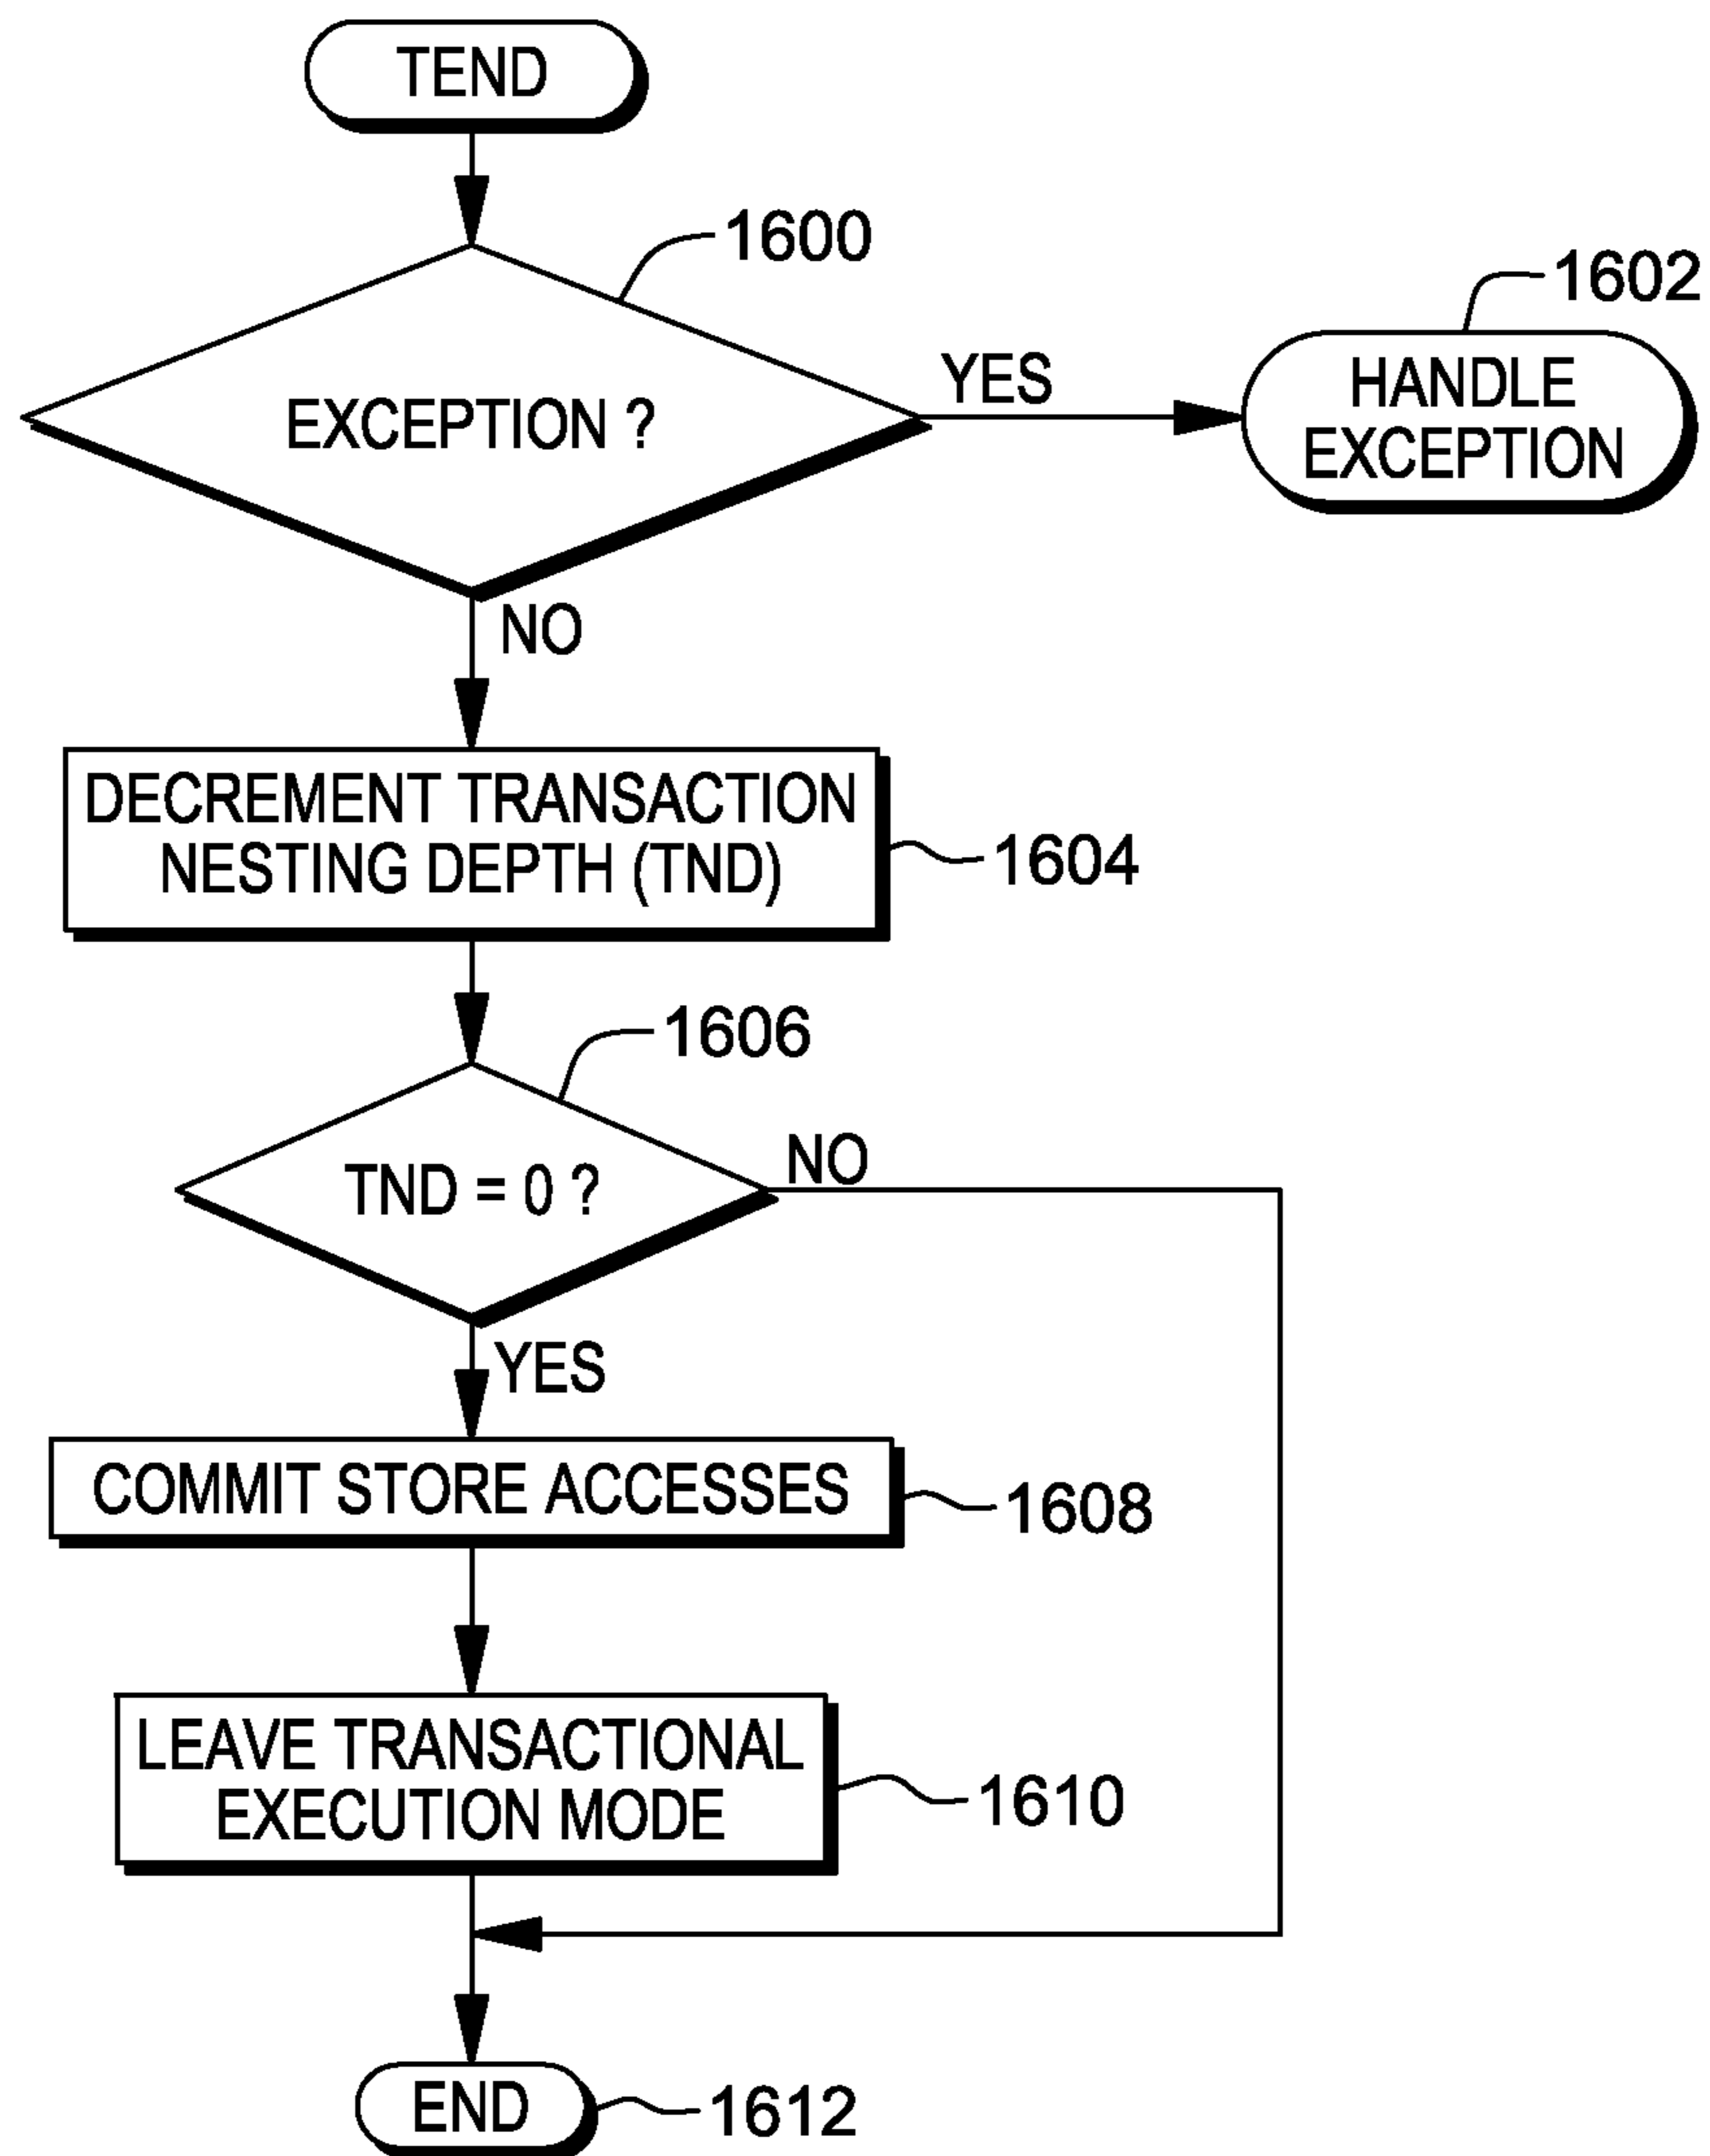 TEND
1600
1602
EXCEPTION ?
YES
HANDLE
EXCEPTION
NO
DECREMENT TRANSACTION
NESTING DEPTH (TND)
1604
1606
TND = 0 ?
NO
YES
COMMIT STORE ACCESSES
1608
LEAVE TRANSACTIONAL
EXECUTION MODE
1610
END
1612